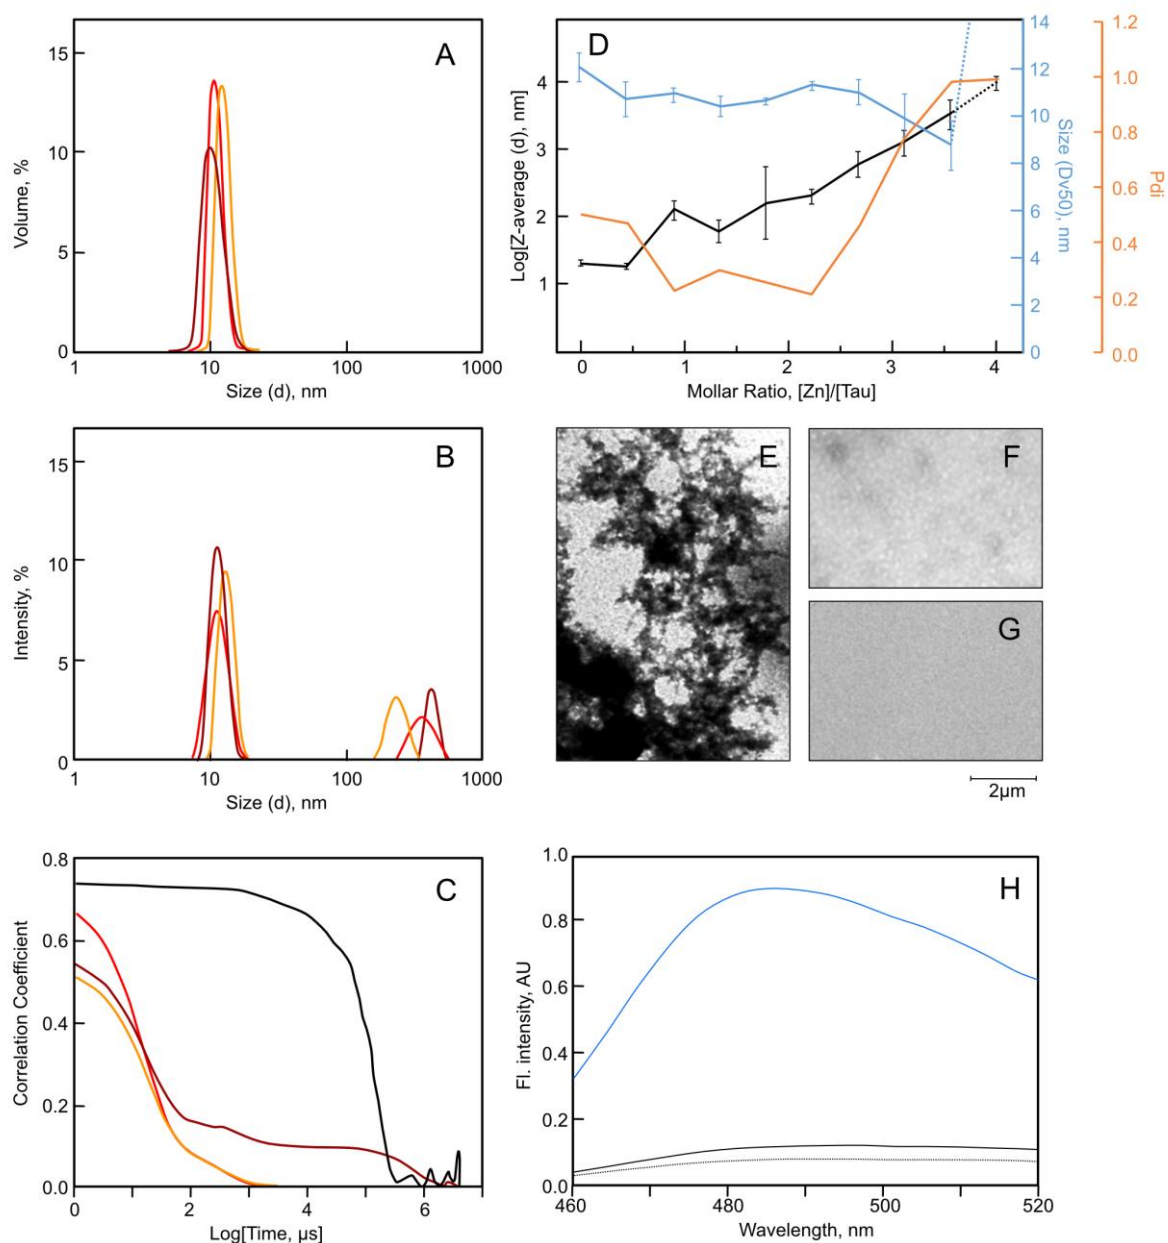 A
15
10
5
0
Volume, %
1 10 100 1000
Size (d), nm
D
4
3
2
1
Log[Z-average (d), nm]
0 1 2 3 4
Mollar Ratio, [Zn]/[Tau]
14
12
10
8
6
4
2
0
Size (Dv50), nm
1.2
1.0
0.8
0.6
0.4
0.2
0.0
Pdi
B
15
10
5
0
Intensity, %
1 10 100 1000
Size (d), nm
E
F
G
2µm
C
0.8
0.6
0.4
0.2
0.0
Correlation Coefficient
0 2 4 6
Log[Time, µs]
H
1.0
0.8
0.6
0.4
0.2
0.0
Fl. intensity, AU
460 480 500 520
Wavelength, nm